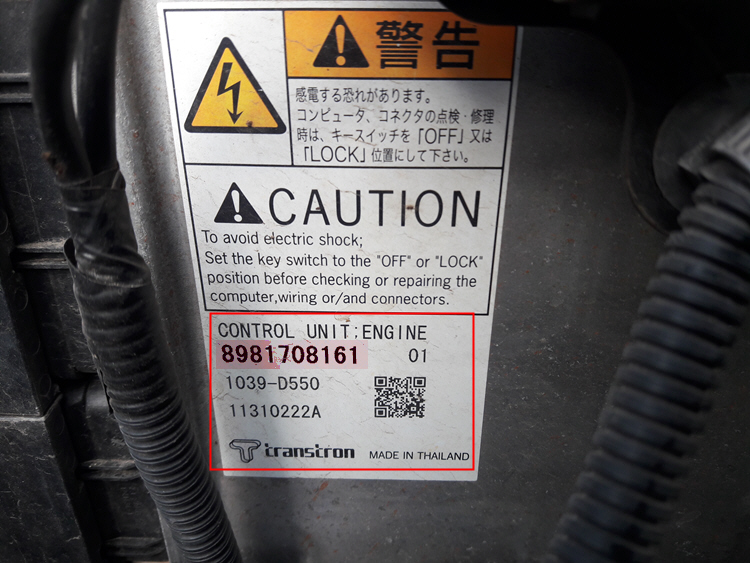 警告
感電する恐れがあります。
コンピュータ、コネクタの点検・修理
時は、キースイッチを「OFF」又は
「LOCK」位置にして下さい。
CAUTION
To avoid electric shock;
Set the key switch to the "OFF" or "LOCK"
position before checking or repairing the
computer,wiring or/and connectors.
CONTROL UNIT;ENGINE
8981708161 01
1039-D550
11310222A
transtron MADE IN THAILAND